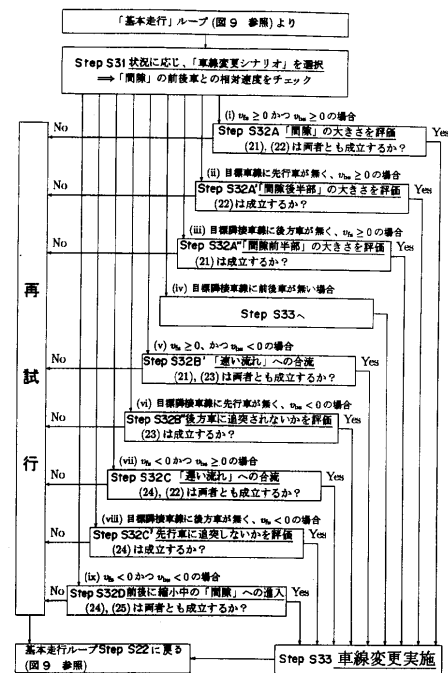 「基本走行」ループ(図9 参照)より
Step S31 状況に応じ、「車線変更シナリオ」を選択
⟹「間隙」の前後車との相対速度をチェック
(i) vfs ≥ 0 かつ vbs ≥ 0 の場合
No
Step S32A「間隙」の大きさを評価
Yes
(21), (22) は両者とも成立するか?
(ii) 目標隣接車線に先行車が無く、vbs ≥ 0 の場合
No
Step S32A'「間隙後半部」の大きさを評価
Yes
(22) は成立するか?
(iii) 目標隣接車線に後方車が無く、vfs ≥ 0 の場合
No
Step S32A"「間隙前半部」の大きさを評価
Yes
(21) は成立するか?
(iv) 目標隣接車線に前後車が無い場合
Step S33へ
再試行
(v) vfs ≥ 0、かつ vbs < 0 の場合
No
Step S32B'「速い流れ」への合流
Yes
(21), (23) は両者とも成立するか?
(vi) 目標隣接車線に先行車が無く、vbs < 0 の場合
No
Step S32B"後方車に追突されないかを評価
Yes
(23) は成立するか?
(vii) vfs < 0 かつ vbs ≥ 0 の場合
No
Step S32C 「遅い流れ」への合流
Yes
(24), (22) は両者とも成立するか?
(viii) 目標隣接車線に後方車が無く、vfs < 0 の場合
No
Step S32C'先行車に追突しないかを評価
Yes
(24) は成立するか?
(ix) vfs < 0 かつ vbs < 0 の場合
No
Step S32D 前後に縮小中の「間隙」への進入
Yes
(24), (25) は両者とも成立するか?
基本走行ループStep S22に戻る
(図9 参照)
Step S33 車線変更実施